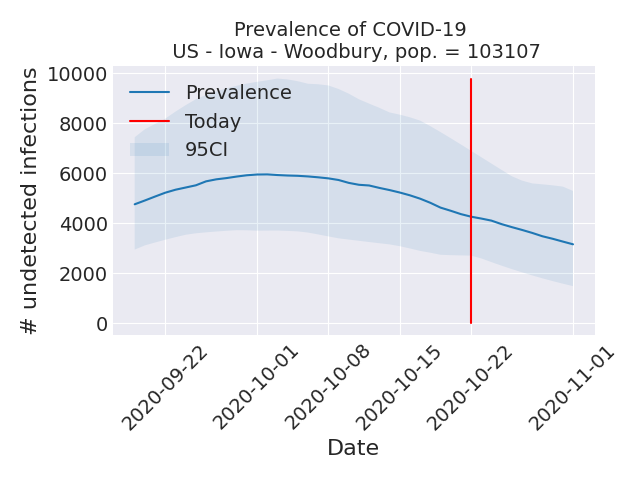 Prevalence of COVID-19
US - Iowa - Woodbury, pop. = 103107
# undetected infections
10000
8000
6000
4000
2000
0
Prevalence
Today
95CI
2020-09-22
2020-10-01
2020-10-08
2020-10-15
2020-10-22
2020-11-01
Date